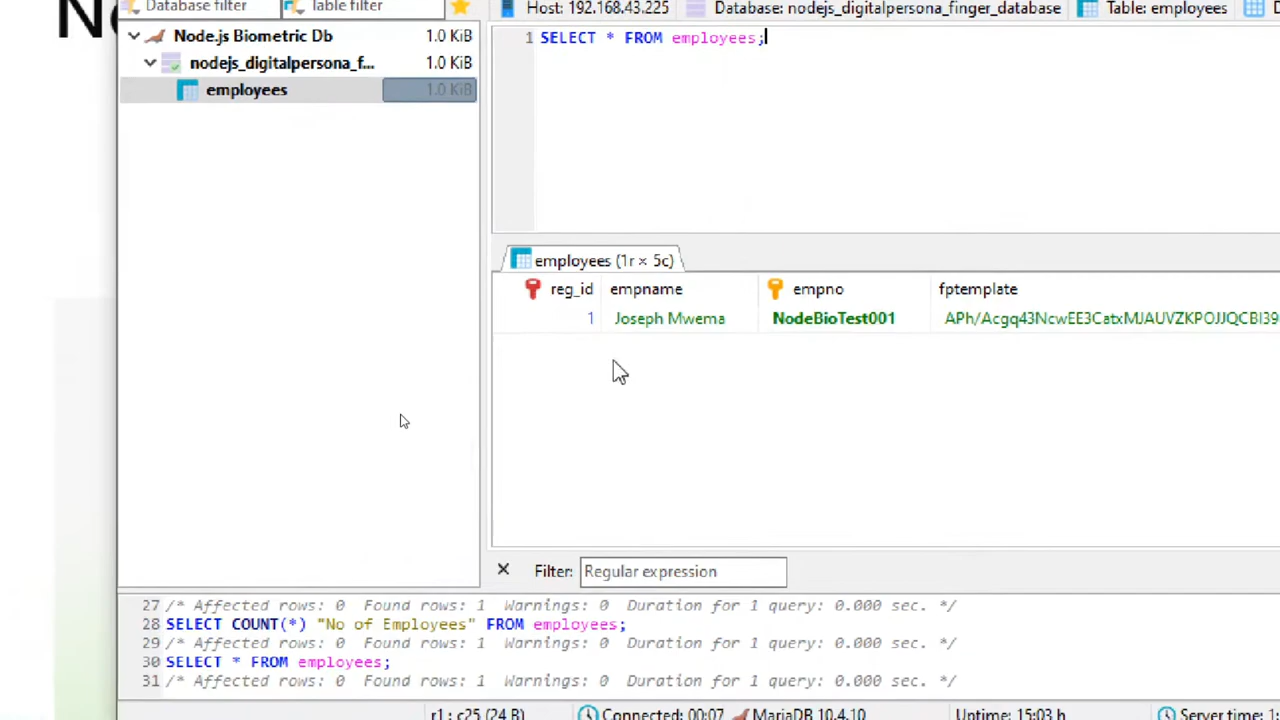 Database filter
Table filter
Host: 192.168.43.225
Database: nodejs_digitalpersona_finger_database
Table: employees
Node.js Biometric Db 1.0 KiB
nodejs_digitalpersona_f... 1.0 KiB
employees 1.0 KiB
1 SELECT * FROM employees;
employees (1r × 5c)
reg_id empname empno fptemplate
1 Joseph Mwema NodeBioTest001 APh/Acgq43NcwEE3CatxMJAUVZKPOJJQCBI39
Filter: Regular expression
27 /* Affected rows: 0 Found rows: 1 Warnings: 0 Duration for 1 query: 0.000 sec. */
28 SELECT COUNT(*) "No of Employees" FROM employees;
29 /* Affected rows: 0 Found rows: 1 Warnings: 0 Duration for 1 query: 0.000 sec. */
30 SELECT * FROM employees;
31 /* Affected rows: 0 Found rows: 1 Warnings: 0 Duration for 1 query: 0.000 sec. */
r1 : c25 (24 B)
Connected: 00:07
MariaDB 10.4.10
Uptime: 15:03 h
Server time: 1